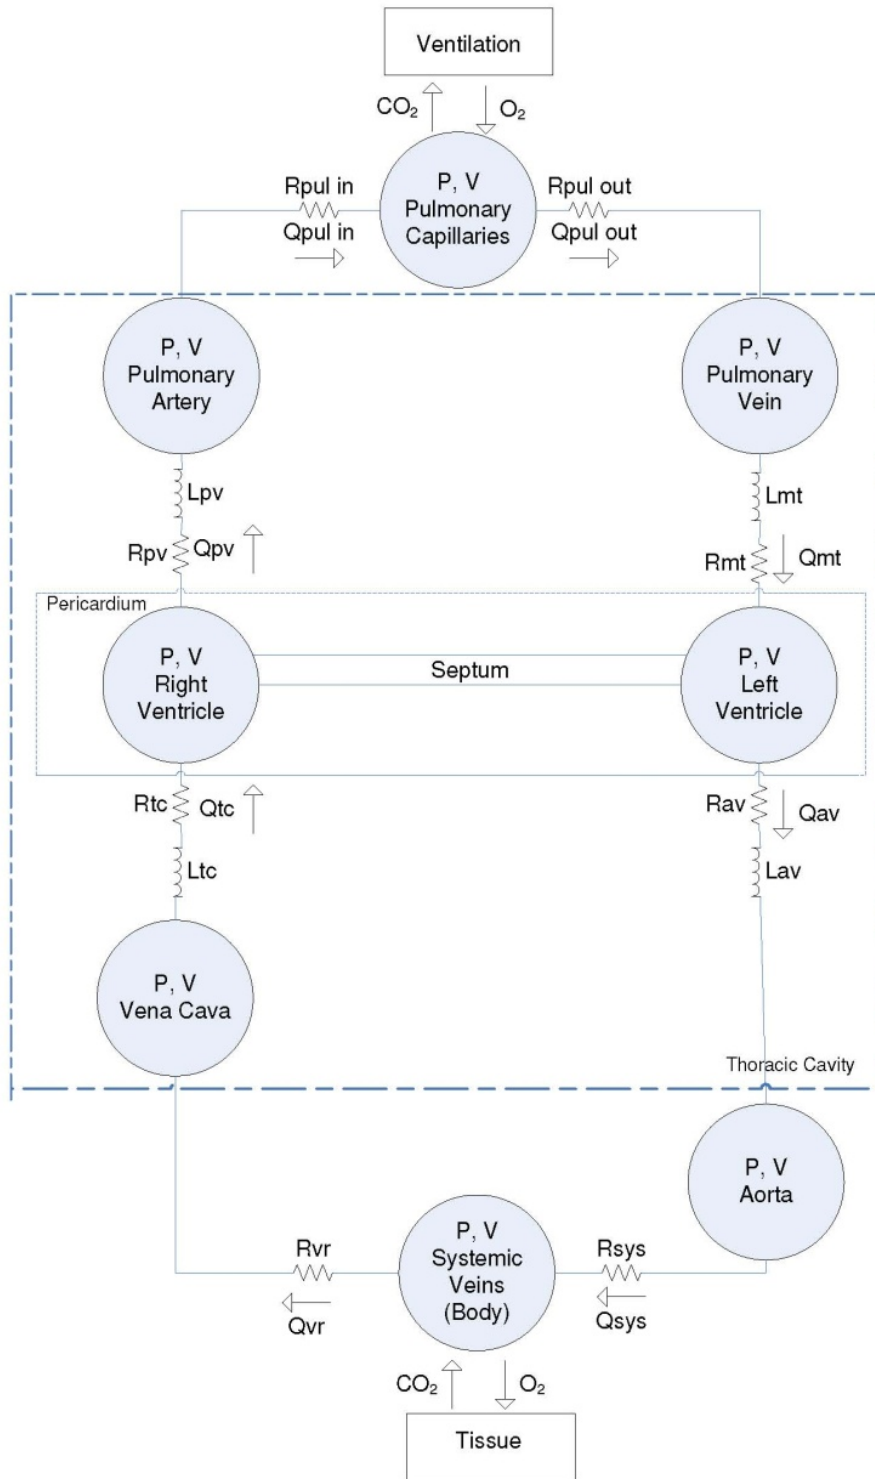 Ventilation
CO₂
O₂
Rpul in
Qpul in
P, V
Pulmonary
Capillaries
Rpul out
Qpul out
P, V
Pulmonary
Artery
P, V
Pulmonary
Vein
Lpv
Lmt
Rpv
Qpv
Rmt
Qmt
Pericardium
P, V
Right
Ventricle
Septum
P, V
Left
Ventricle
Rtc
Qtc
Rav
Qav
Ltc
Lav
P, V
Vena Cava
Thoracic Cavity
P, V
Aorta
Rvr
Qvr
P, V
Systemic
Veins
(Body)
Rsys
Qsys
CO₂
O₂
Tissue